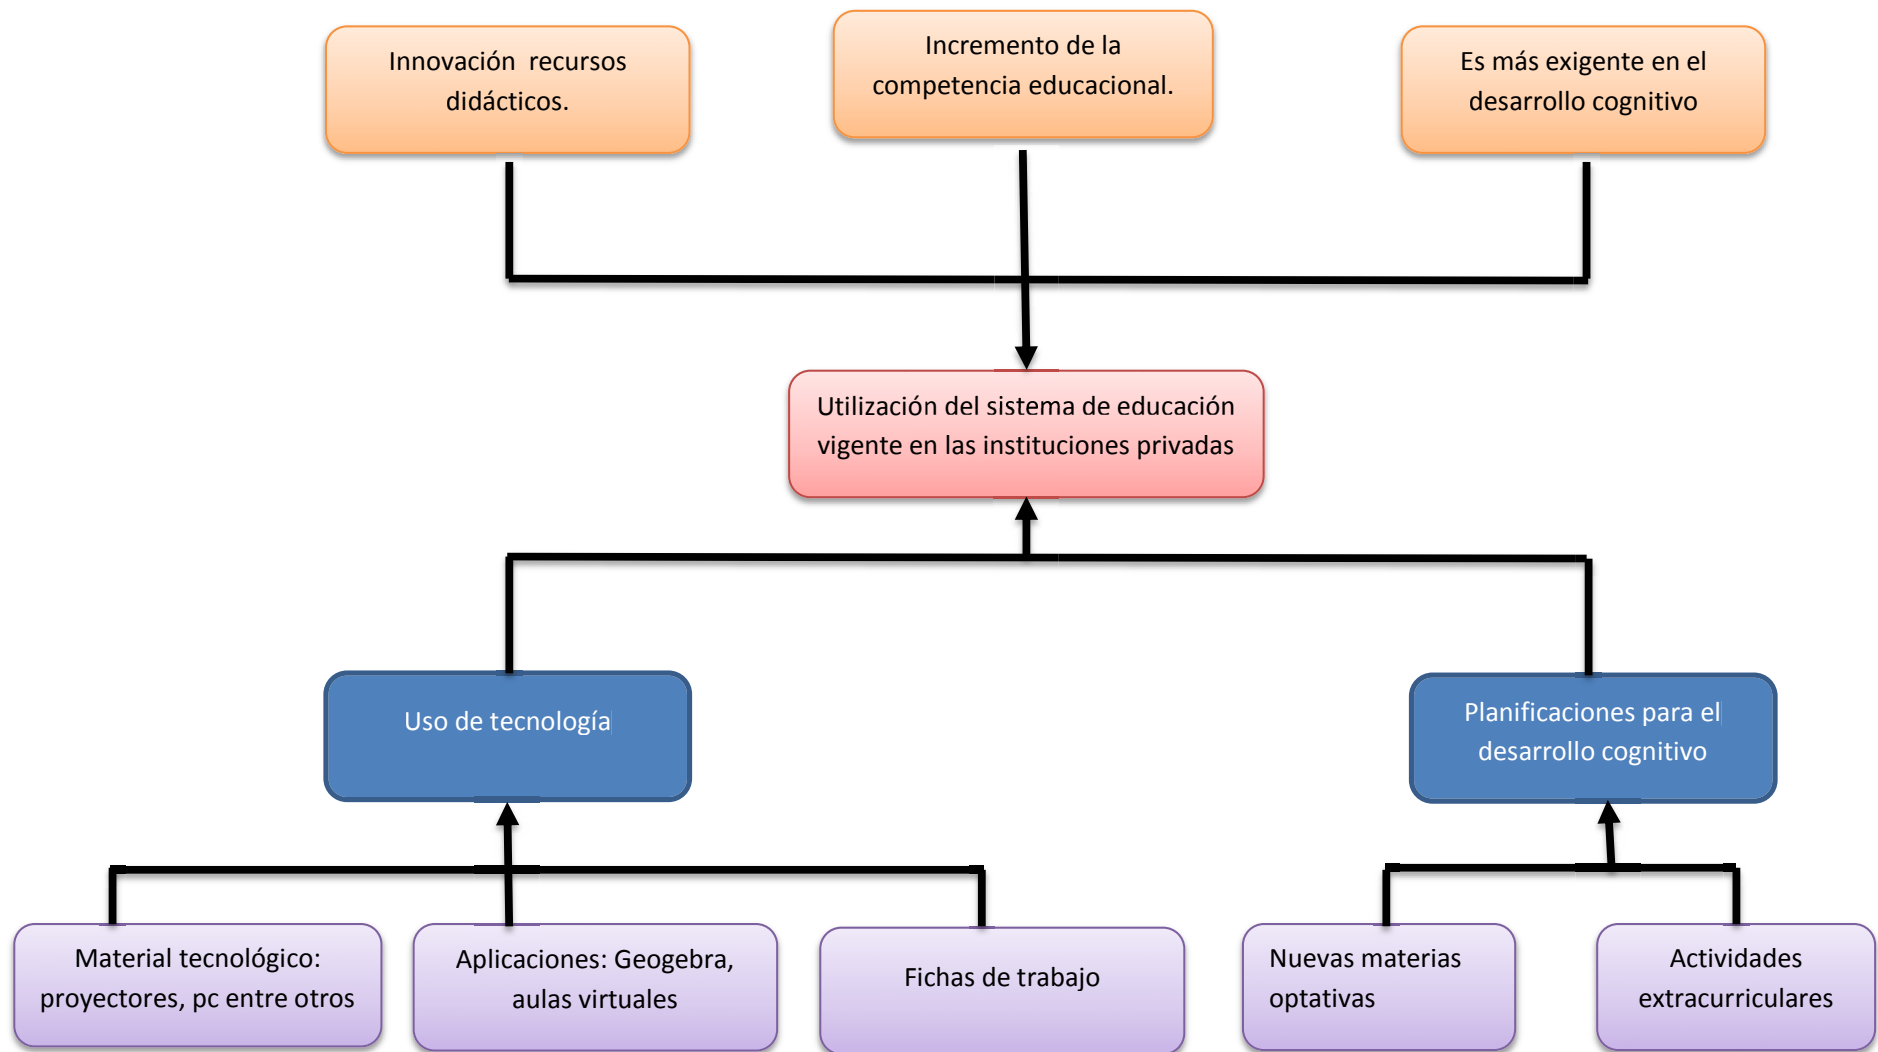 Innovación  recursos
didácticos.
Incremento de la
competencia educacional.
Es más exigente en el
desarrollo cognitivo
Utilización del sistema de educación
vigente en las instituciones privadas
Uso de tecnología
Planificaciones para el
desarrollo cognitivo
Material tecnológico:
proyectores, pc entre otros
Aplicaciones: Geogebra,
aulas virtuales
Fichas de trabajo
Nuevas materias
optativas
Actividades
extracurriculares